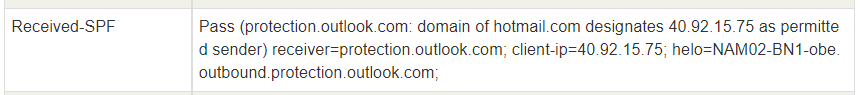 Received-SPF
Pass (protection.outlook.com: domain of hotmail.com designates 40.92.15.75 as permitte
d sender) receiver=protection.outlook.com; client-ip=40.92.15.75; helo=NAM02-BN1-obe.
outbound.protection.outlook.com;